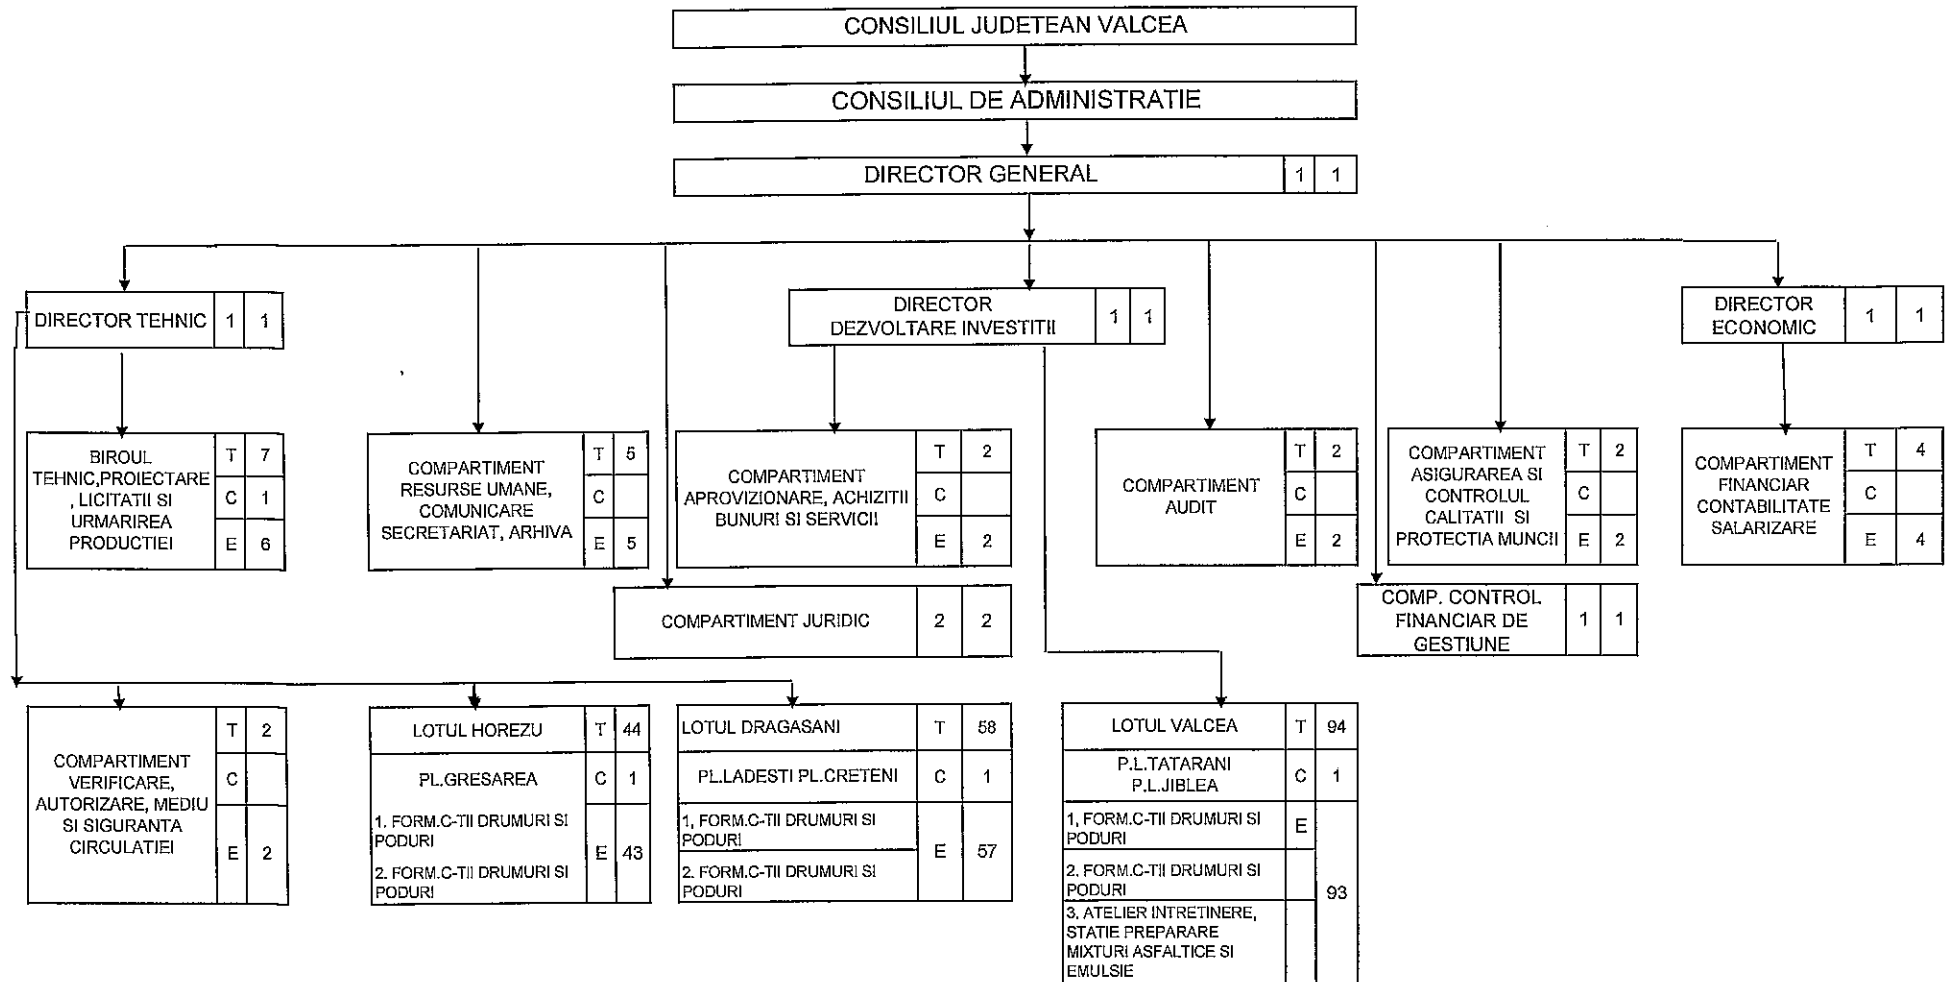 CONSILIUL JUDETEAN VALCEA
CONSILIUL DE ADMINISTRATIE
DIRECTOR GENERAL 1 1
DIRECTOR TEHNIC 1 1
DIRECTOR
DEZVOLTARE INVESTITII 1 1
DIRECTOR
ECONOMIC 1 1
BIROUL
TEHNIC,PROIECTARE
, LICITATII SI
URMARIREA
PRODUCTIEI
T 7
C 1
E 6
COMPARTIMENT
RESURSE UMANE,
COMUNICARE
SECRETARIAT, ARHIVA
T 5
C
E 5
COMPARTIMENT
APROVIZIONARE, ACHIZITII
BUNURI SI SERVICII
T 2
C
E 2
COMPARTIMENT
AUDIT
T 2
C
E 2
COMPARTIMENT
ASIGURAREA SI
CONTROLUL
CALITATII SI
PROTECTIA MUNCII
T 2
C
E 2
COMPARTIMENT
FINANCIAR
CONTABILITATE
SALARIZARE
T 4
C
E 4
COMPARTIMENT JURIDIC 2 2
COMP. CONTROL
FINANCIAR DE
GESTIUNE
1 1
COMPARTIMENT
VERIFICARE,
AUTORIZARE, MEDIU
SI SIGURANTA
CIRCULATIEI
T 2
C
E 2
LOTUL HOREZU T 44
PL.GRESAREA C 1
1. FORM.C-TII DRUMURI SI
PODURI
2. FORM.C-TII DRUMURI SI
PODURI
E 43
LOTUL DRAGASANI T 58
PL.LADESTI PL.CRETENI C 1
1, FORM.C-TII DRUMURI SI
PODURI
2. FORM.C-TII DRUMURI SI
PODURI
E 57
LOTUL VALCEA T 94
P.L.TATARANI
P.L.JIBLEA
C 1
1, FORM.C-TII DRUMURI SI
PODURI
E
2. FORM.C-TII DRUMURI SI
PODURI
93
3. ATELIER INTRETINERE,
STATIE PREPARARE
MIXTURI ASFALTICE SI
EMULSIE